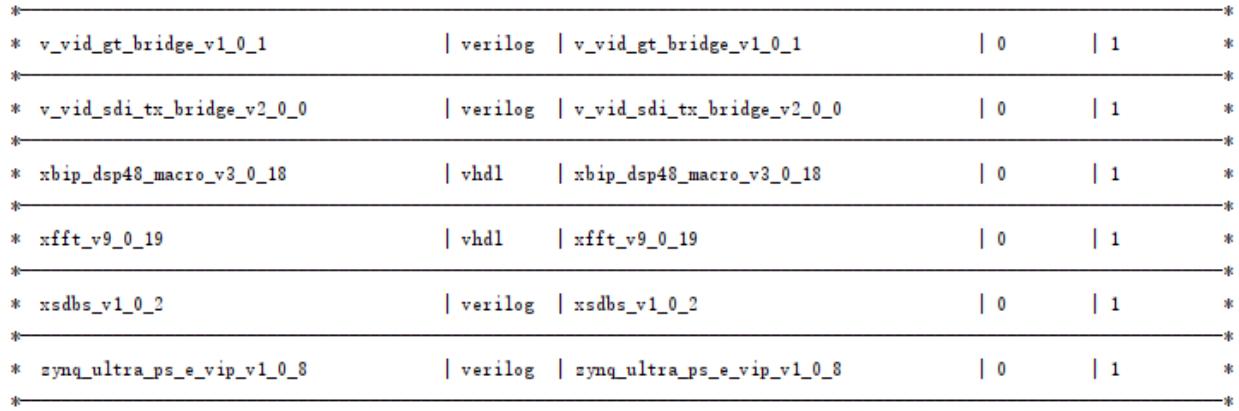 * v_vid_gt_bridge_v1_0_1 | verilog | v_vid_gt_bridge_v1_0_1 | 0 | 1 *
* v_vid_sdi_tx_bridge_v2_0_0 | verilog | v_vid_sdi_tx_bridge_v2_0_0 | 0 | 1 *
* xbip_dsp48_macro_v3_0_18 | vhdl | xbip_dsp48_macro_v3_0_18 | 0 | 1 *
* xfft_v9_0_19 | vhdl | xfft_v9_0_19 | 0 | 1 *
* xsdbs_v1_0_2 | verilog | xsdbs_v1_0_2 | 0 | 1 *
* zynq_ultra_ps_e_vip_v1_0_8 | verilog | zynq_ultra_ps_e_vip_v1_0_8 | 0 | 1 *